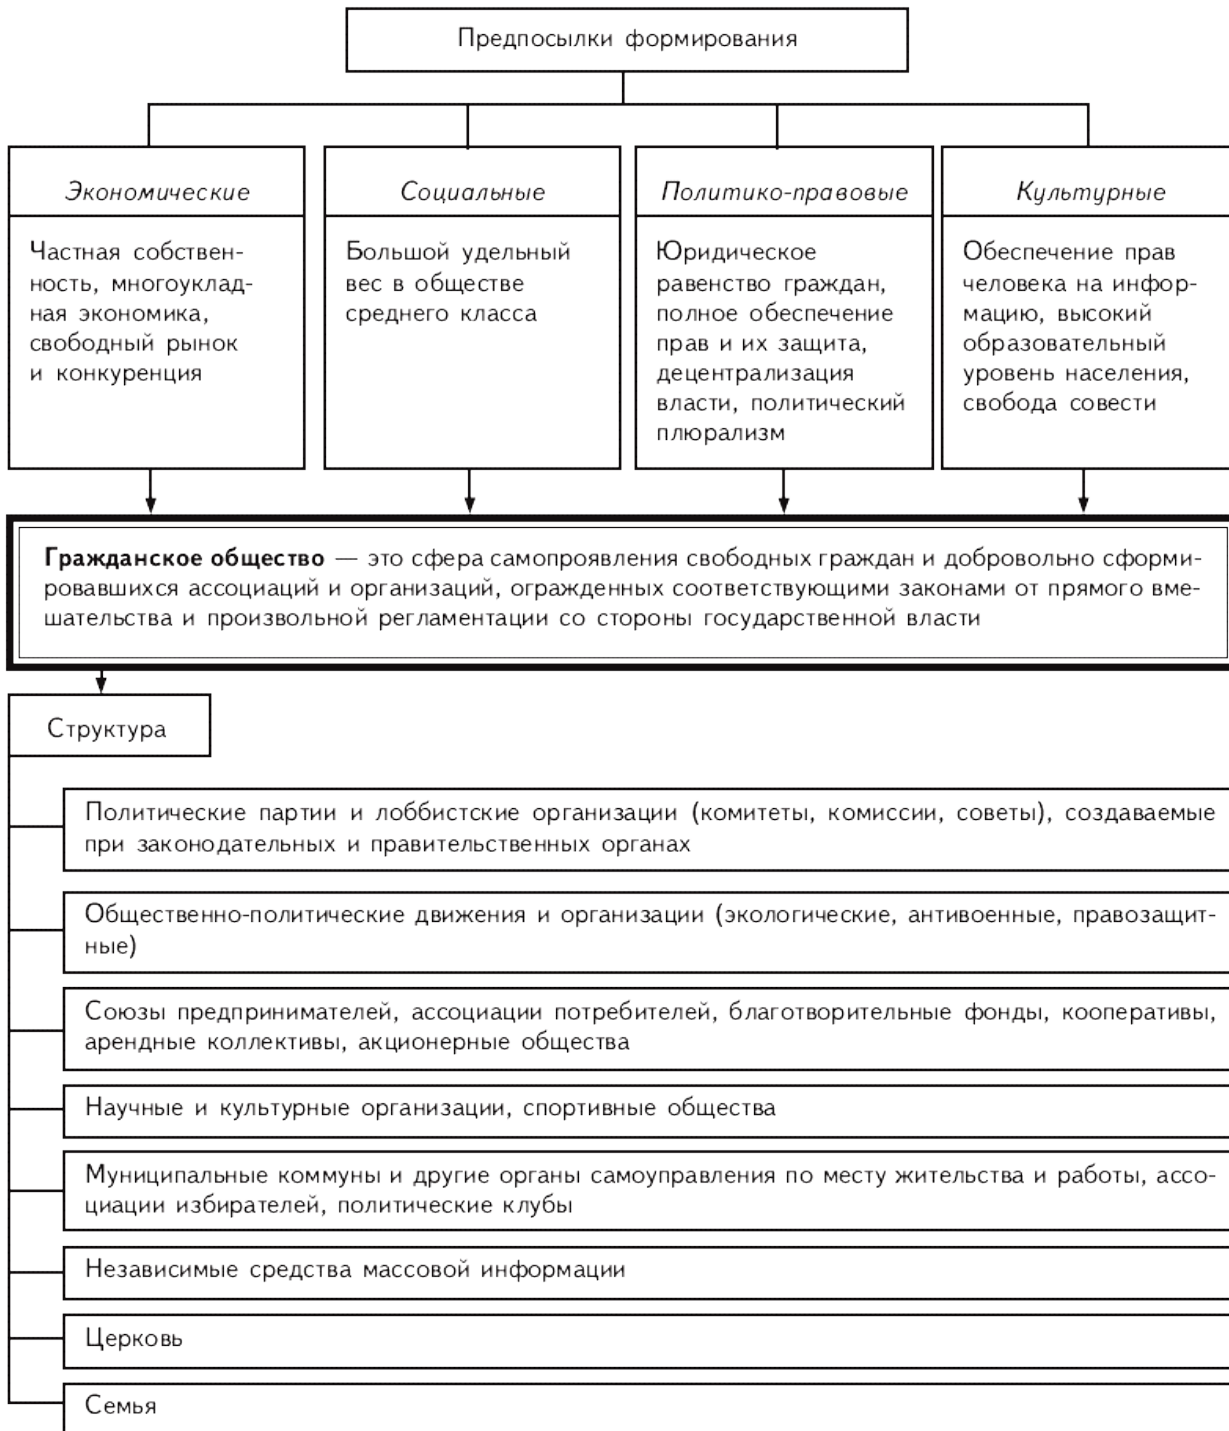 Предпосылки формирования
Экономические
Частная собствен-
ность, многоуклад-
ная экономика,
свободный рынок
и конкуренция
Социальные
Большой удельный
вес в обществе
среднего класса
Политико-правовые
Юридическое
равенство граждан,
полное обеспечение
прав и их защита,
децентрализация
власти, политический
плюрализм
Культурные
Обеспечение прав
человека на инфор-
мацию, высокий
образовательный
уровень населения,
свобода совести
Гражданское общество — это сфера самопроявления свободных граждан и добровольно сформи-
ровавшихся ассоциаций и организаций, огражденных соответствующими законами от прямого вме-
шательства и произвольной регламентации со стороны государственной власти
Структура
Политические партии и лоббистские организации (комитеты, комиссии, советы), создаваемые
при законодательных и правительственных органах
Общественно-политические движения и организации (экологические, антивоенные, правозащит-
ные)
Союзы предпринимателей, ассоциации потребителей, благотворительные фонды, кооперативы,
арендные коллективы, акционерные общества
Научные и культурные организации, спортивные общества
Муниципальные коммуны и другие органы самоуправления по месту жительства и работы, ассо-
циации избирателей, политические клубы
Независимые средства массовой информации
Церковь
Семья